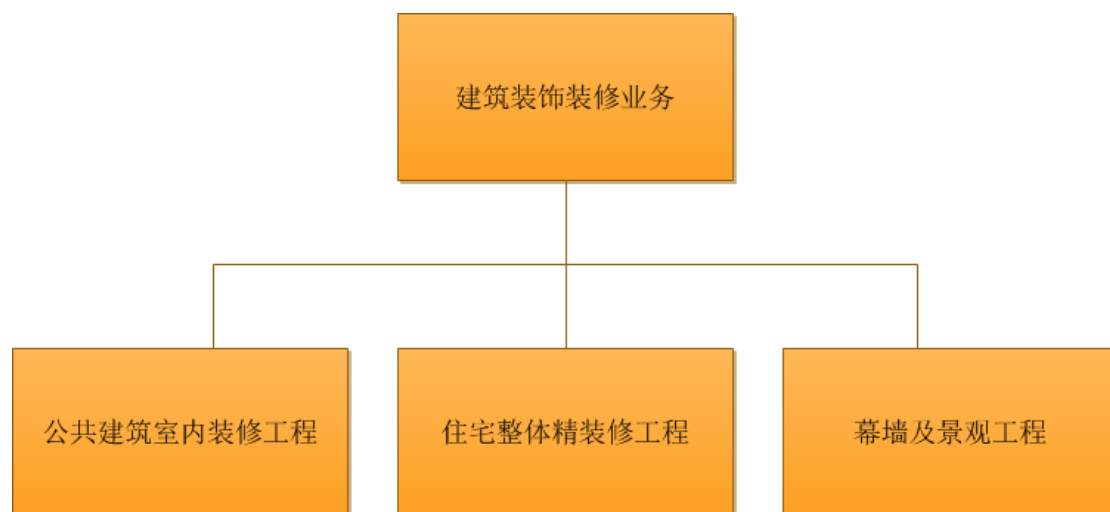 建筑装饰装修业务
公共建筑室内装修工程
住宅整体精装修工程
幕墙及景观工程